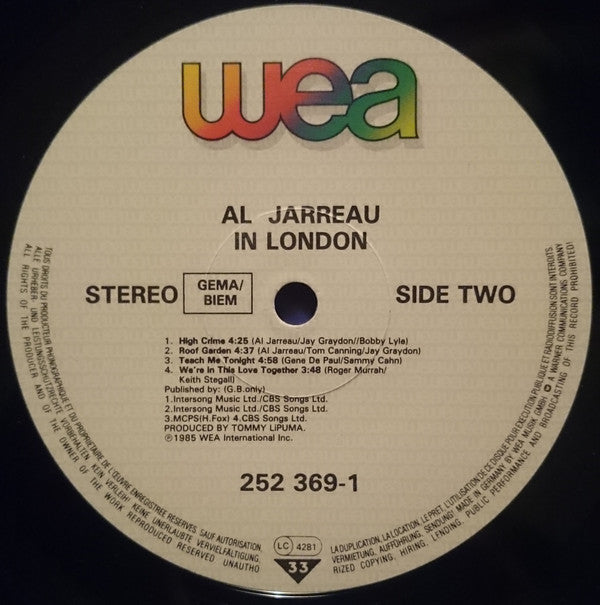 wea
AL JARREAU
IN LONDON
STEREO
GEMA/
BIEM
SIDE TWO
1. High Crime 4:25 (Al Jarreau/Jay Graydon//Bobby Lyle)
2. Roof Garden 4:37 (Al Jarreau/Tom Canning/Jay Graydon)
3. Teach Me Tonight 4:58 (Gene De Paul/Sammy Cahn)
4. We're In This Love Together 3:48 (Roger Murrah/
Keith Stegall)
Published by: (G.B.only)
1.Intersong Music Ltd./CBS Songs Ltd.
2.Intersong Music Ltd./CBS Songs Ltd.
3.MCPS(H.Fox) 4.CBS Songs Ltd.
PRODUCED BY TOMMY LiPUMA.
℗1985 WEA International Inc.
252 369-1
LC 4281
33
TOUS DROITS DU PRODUCTEUR PHONOGRAPHIQUE ET DU PROPRIETAIRE DE L'ŒUVRE ENREGISTREE RESERVES SAUF AUTORISATION,
LA DUPLICATION, LA LOCATION, LE PRET, L'UTILISATION DE CE DISQUE POUR EXECUTION PUBLIQUE ET RADIODIFFUSION SONT INTERDITS
ALLE URHEBER- UND LEISTUNGSSCHUTZRECHTE VORBEHALTEN. KEIN VERLEIH! KEINE UNERLAUBTE VERVIELFÄLTIGUNG,
VERMIETUNG, AUFFÜHRUNG, SENDUNG! MADE IN GERMANY BY WEA MUSIK GMBH A WARNER COMMUNICATIONS COMPANY
ALL RIGHTS OF THE PRODUCER AND OF THE OWNER OF THE WORK REPRODUCED RESERVED UNAUTHO-
RIZED COPYING, HIRING, LENDING, PUBLIC PERFORMANCE AND BROADCASTING OF THIS RECORD PROHIBITED!